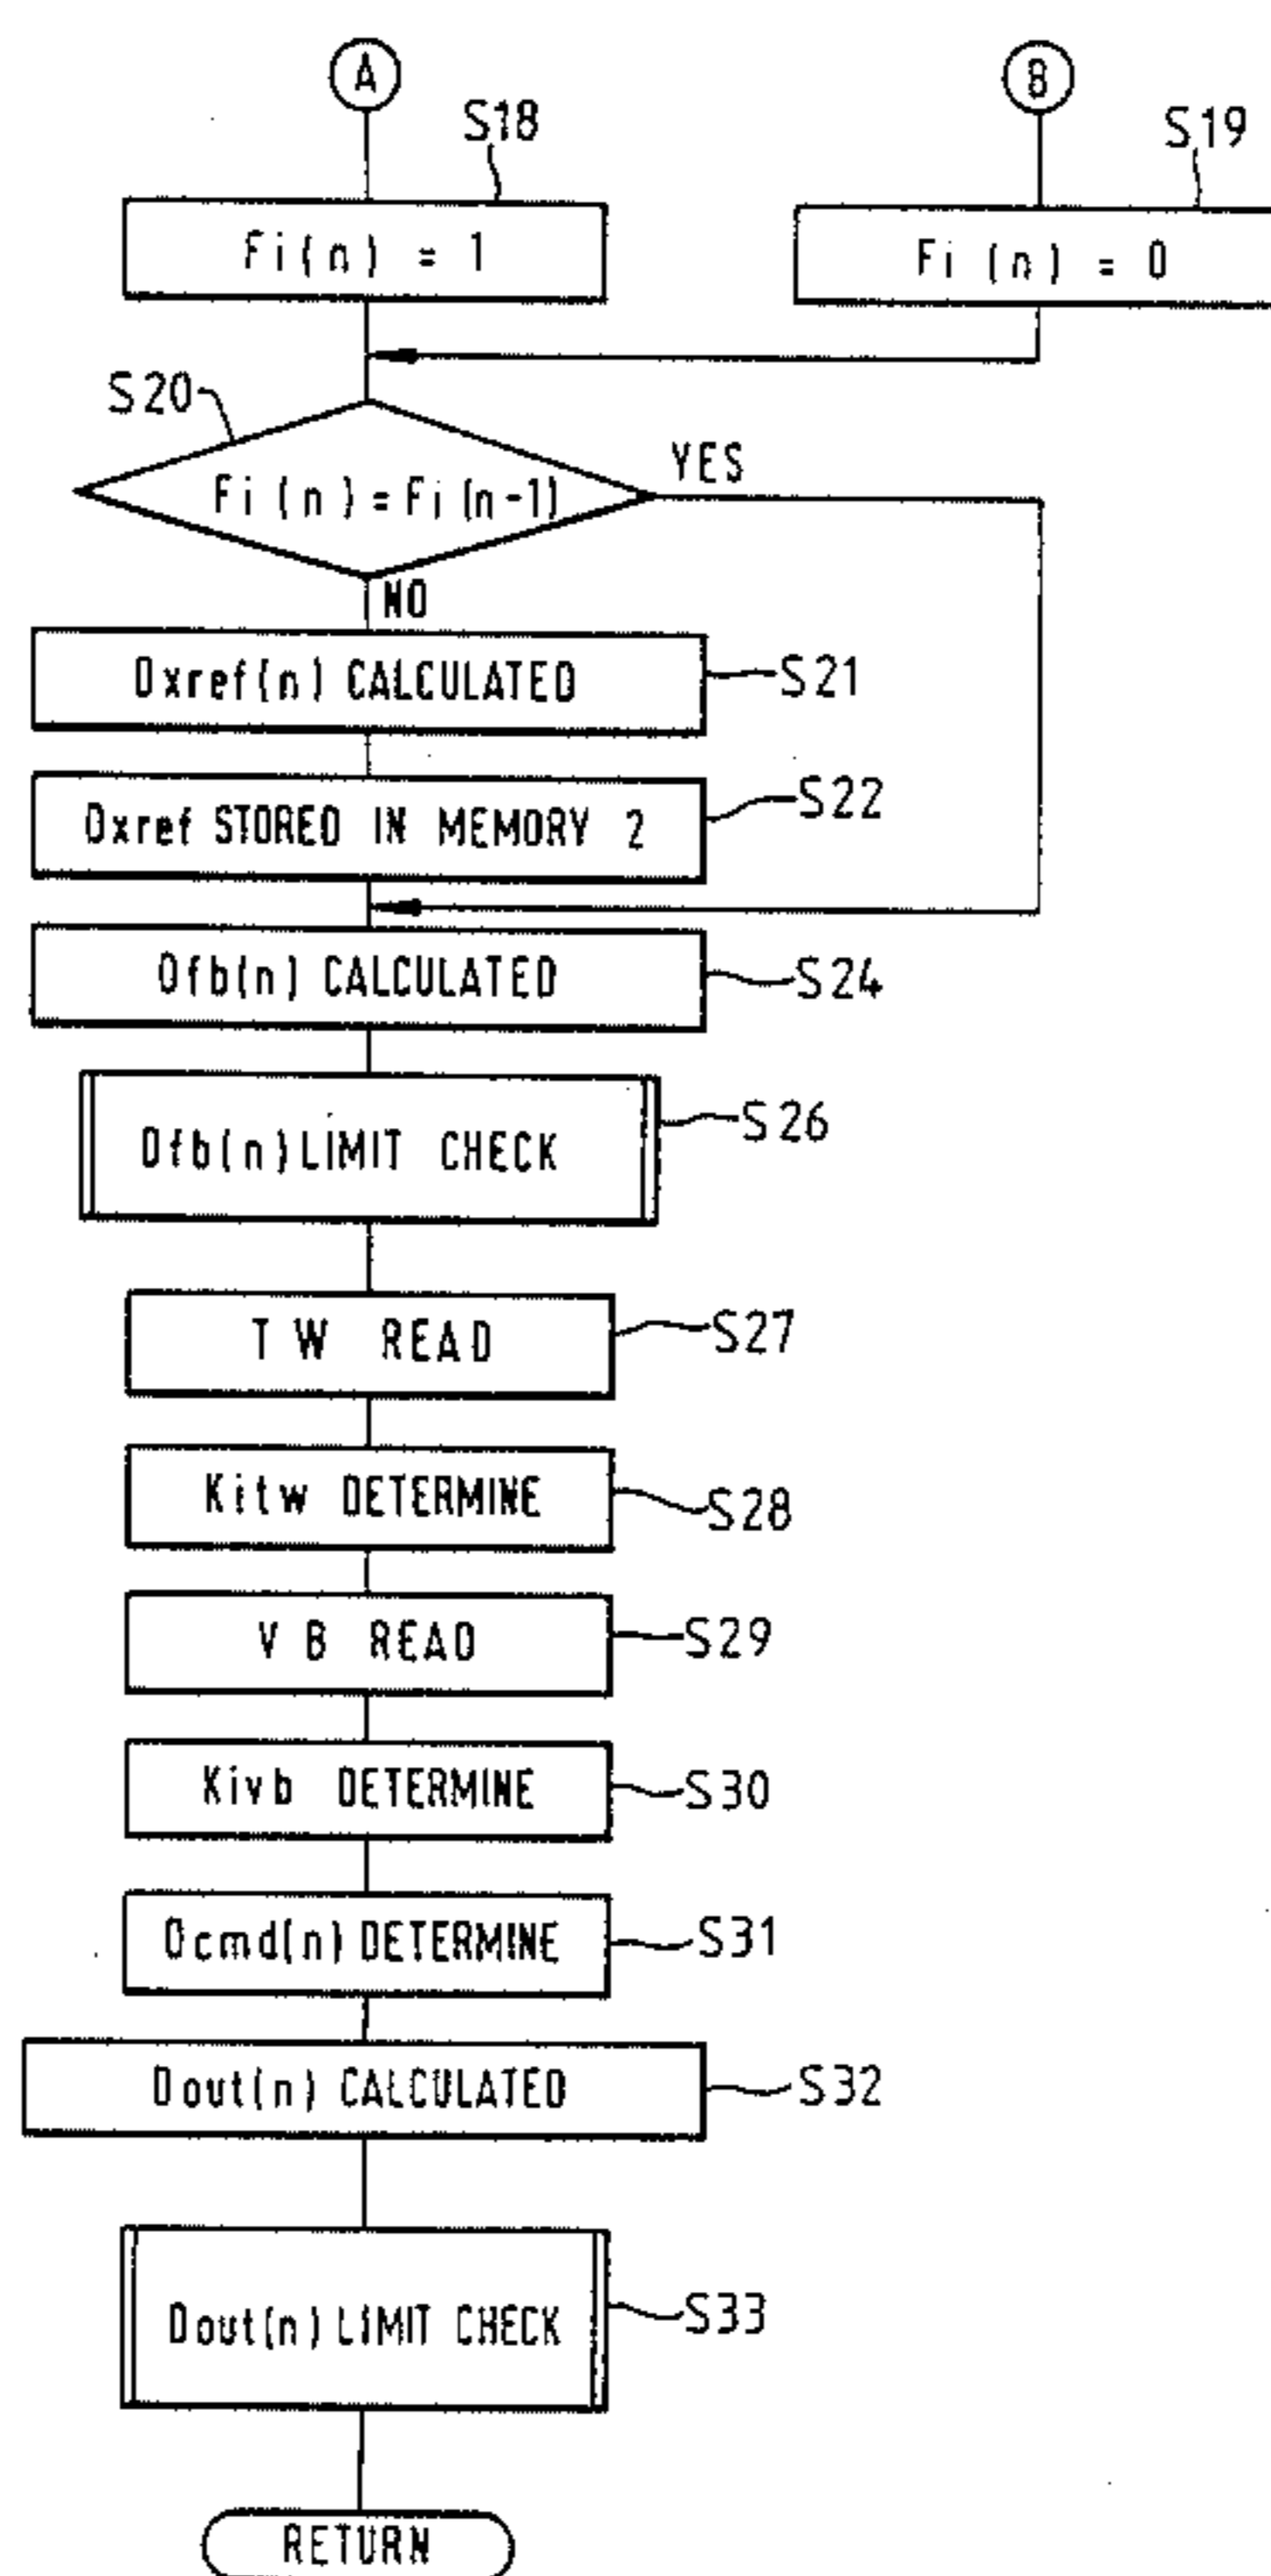 A
B
S18
S19
Fi(n) = 1
Fi (n) = 0
S20
YES
Fi (n) = Fi (n-1)
NO
Dxref(n) CALCULATED
S21
Dxref STORED IN MEMORY 2
S22
Dfb(n) CALCULATED
S24
Dfb(n) LIMIT CHECK
S26
TW READ
S27
Kitw DETERMINE
S28
VB READ
S29
Kivb DETERMINE
S30
Dcmd(n) DETERMINE
S31
Dout(n) CALCULATED
S32
Dout(n) LIMIT CHECK
S33
RETURN